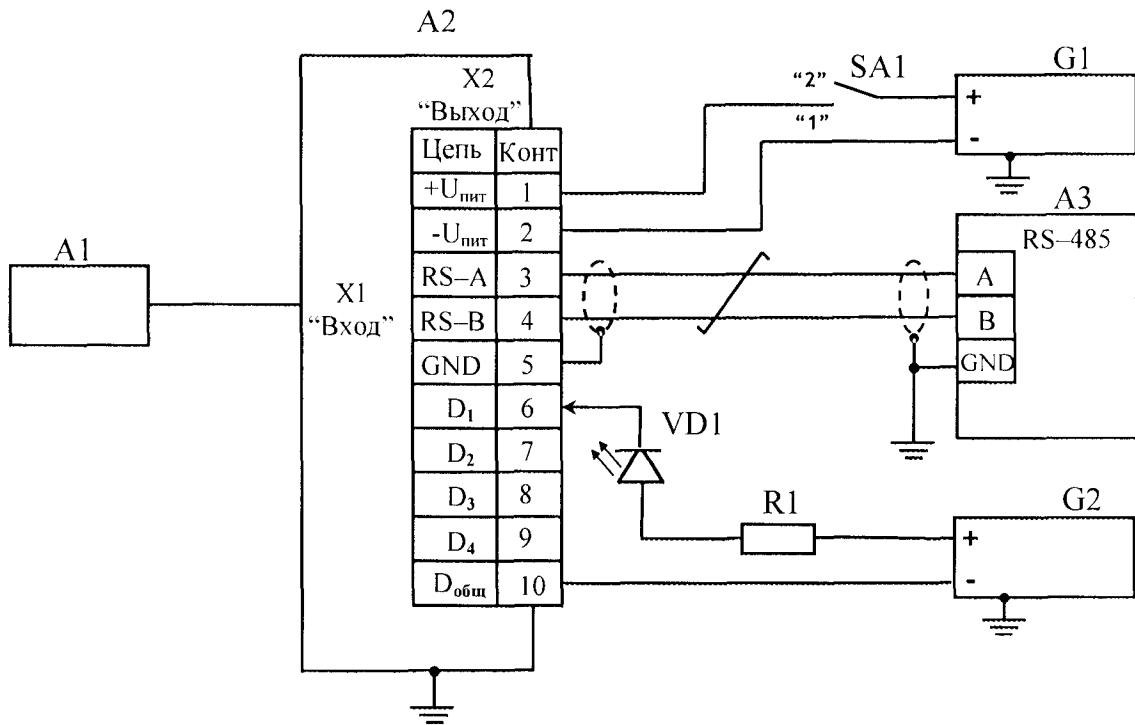 A2
X2
“Выход”
Цепь Конт
+Uпит 1
-Uпит 2
RS–A 3
RS–B 4
GND 5
D1 6
D2 7
D3 8
D4 9
Dобщ 10
A1
X1
“Вход”
“2” SA1
“1”
G1
+
-
A3
RS–485
A
B
GND
VD1
R1
G2
+
-